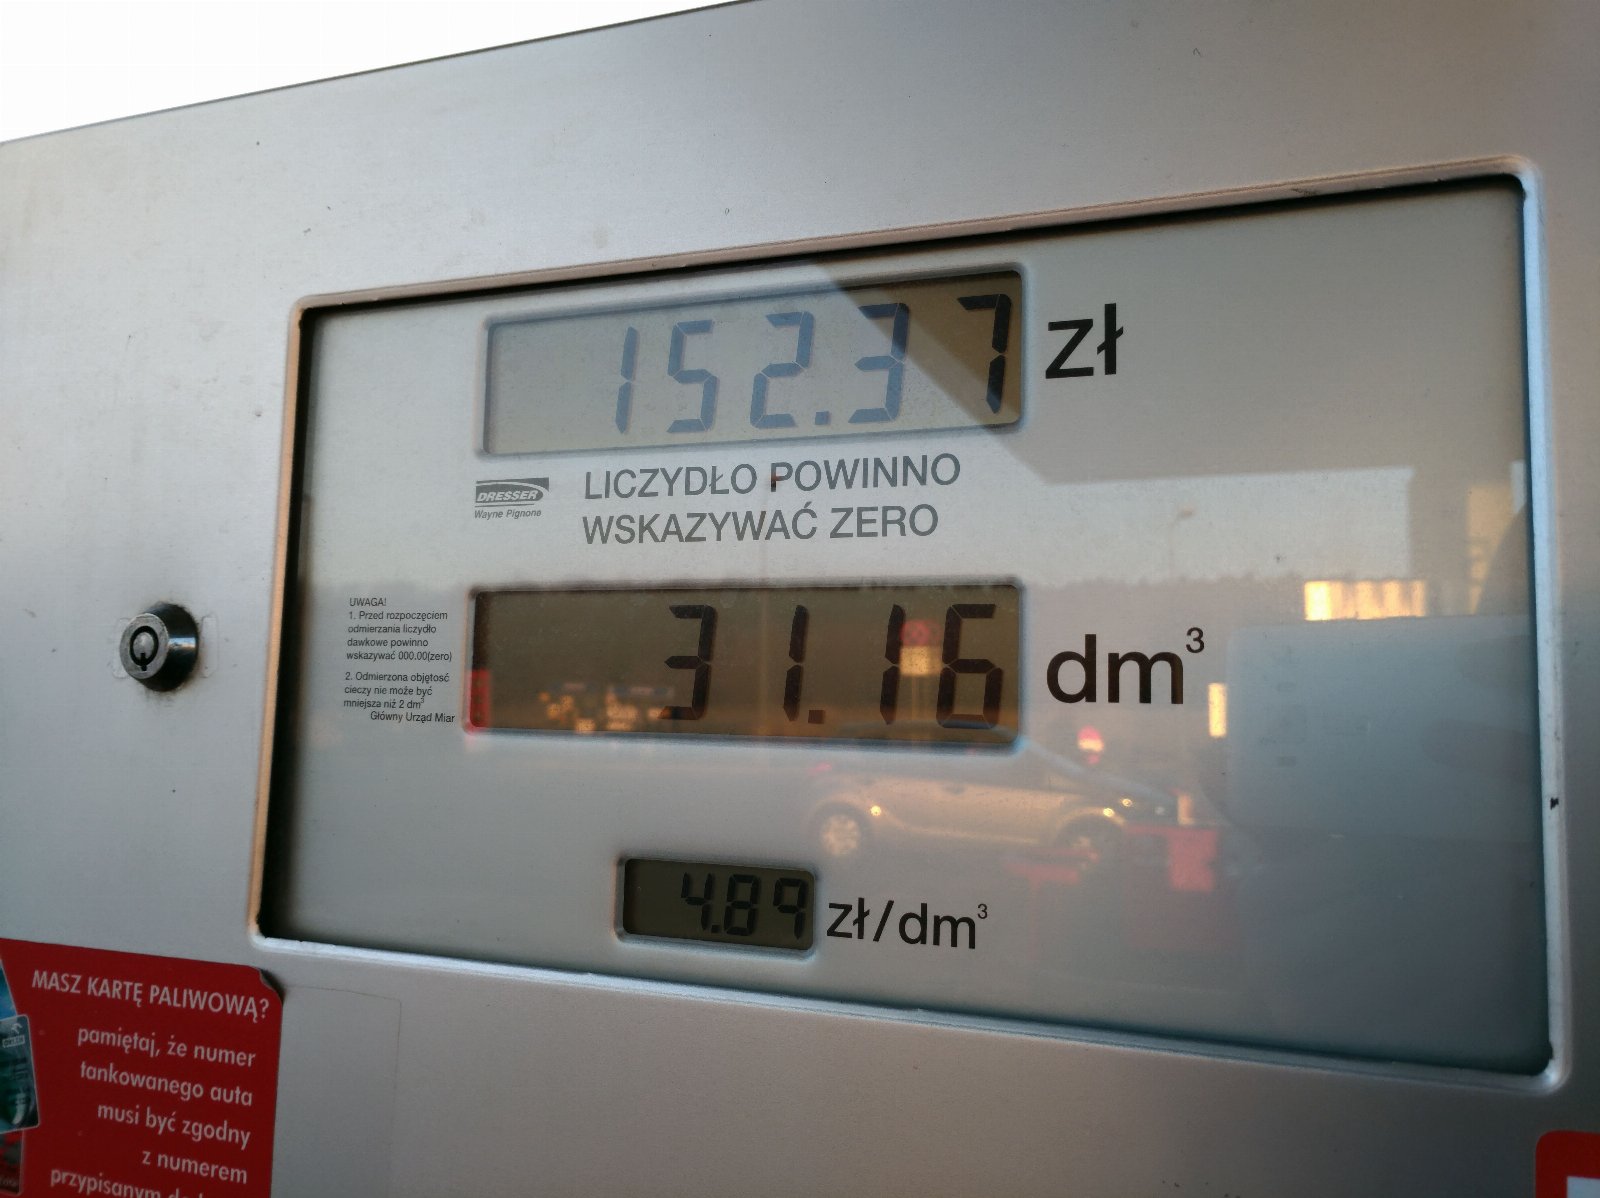 152.37 zł
DRESSER
Wayne Pignone
LICZYDŁO POWINNO
WSKAZYWAĆ ZERO
UWAGA!
1. Przed rozpoczęciem
odmierzania liczydło
dawkowe powinno
wskazywać 000.00(zero)
2. Odmierzona objętość
cieczy nie może być
mniejsza niż 2 dm³
Główny Urząd Miar
31.16 dm³
4.89 zł/dm³
MASZ KARTĘ PALIWOWĄ?
pamiętaj, że numer
tankowanego auta
musi być zgodny
z numerem
przypisanym do